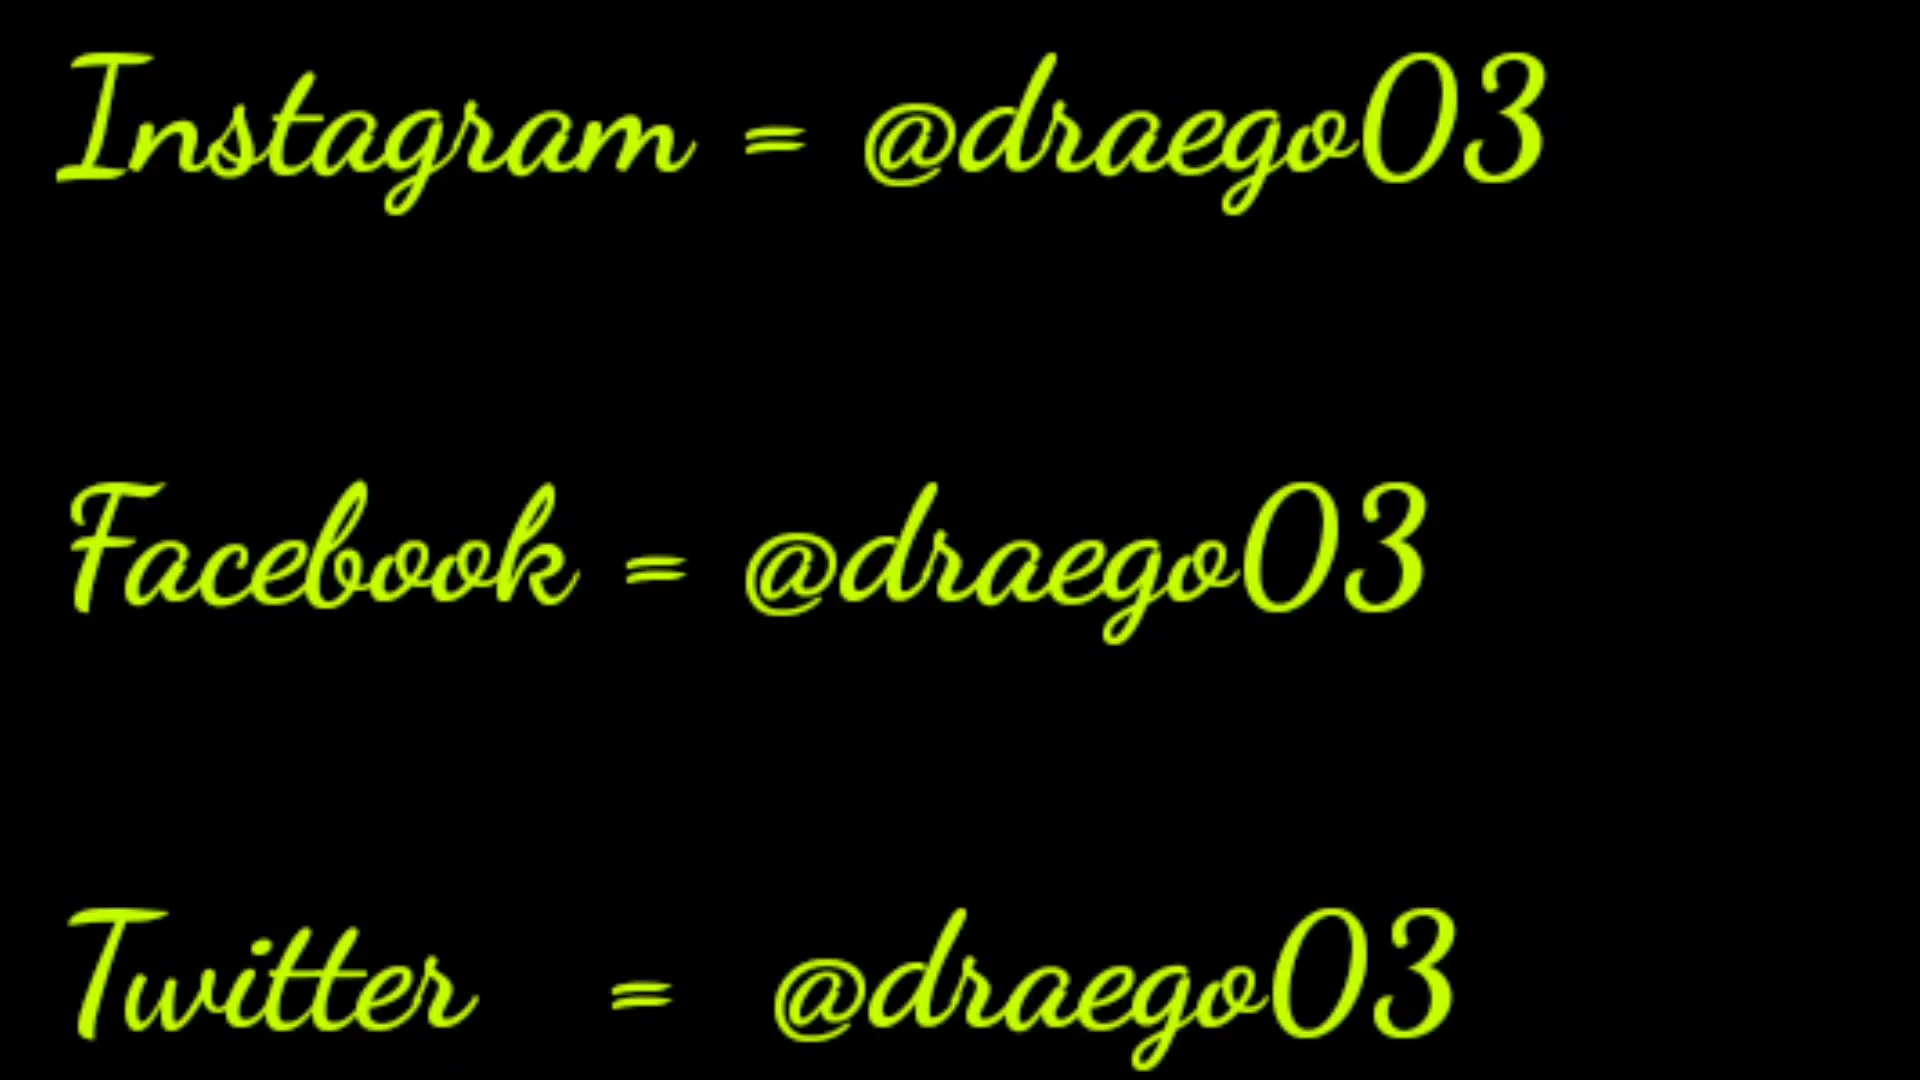 Instagram = @draego03
Facebook = @draego03
Twitter = @draego03